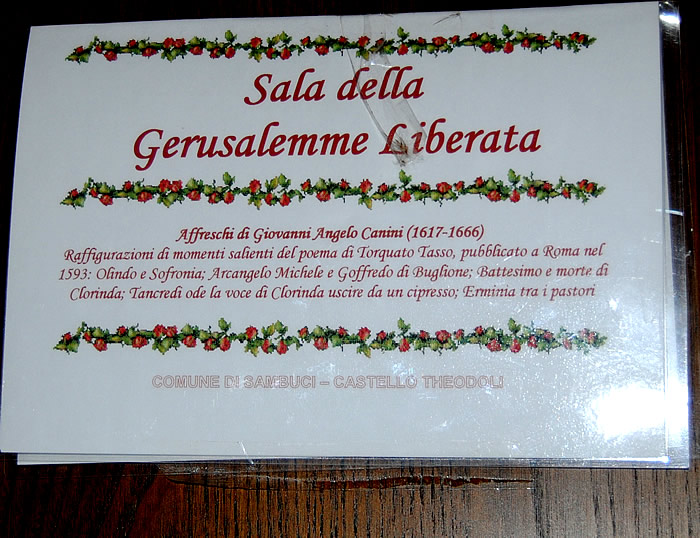 Sala della
Gerusalemme Liberata
Affreschi di Giovanni Angelo Canini (1617-1666)
Raffigurazioni di momenti salienti del poema di Torquato Tasso, pubblicato a Roma nel
1593: Olindo e Sofronia; Arcangelo Michele e Goffredo di Buglione; Battesimo e morte di
Clorinda; Tancredi ode la voce di Clorinda uscire da un cipresso; Erminia tra i pastori
COMUNE DI SAMBUCI – CASTELLO THEODOLI